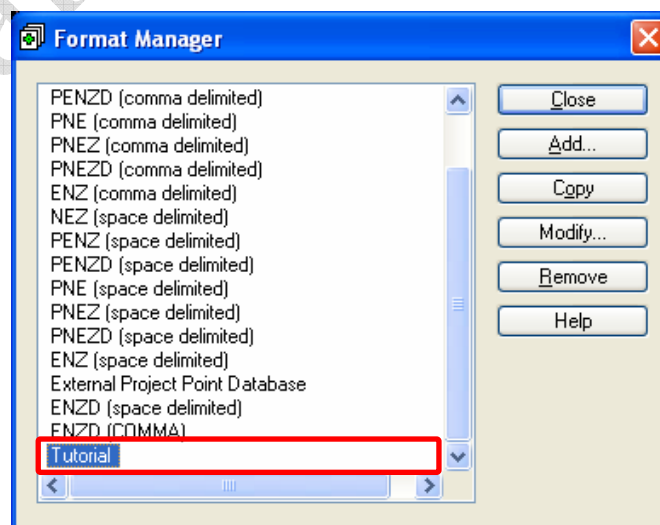 Format Manager
PENZD (comma delimited)
PNE (comma delimited)
PNEZ (comma delimited)
PNEZD (comma delimited)
ENZ (comma delimited)
NEZ (space delimited)
PENZ (space delimited)
PENZD (space delimited)
PNE (space delimited)
PNEZ (space delimited)
PNEZD (space delimited)
ENZ (space delimited)
External Project Point Database
ENZD (space delimited)
ENZD (COMMA)
Tutorial
Close
Add...
Copy
Modify...
Remove
Help